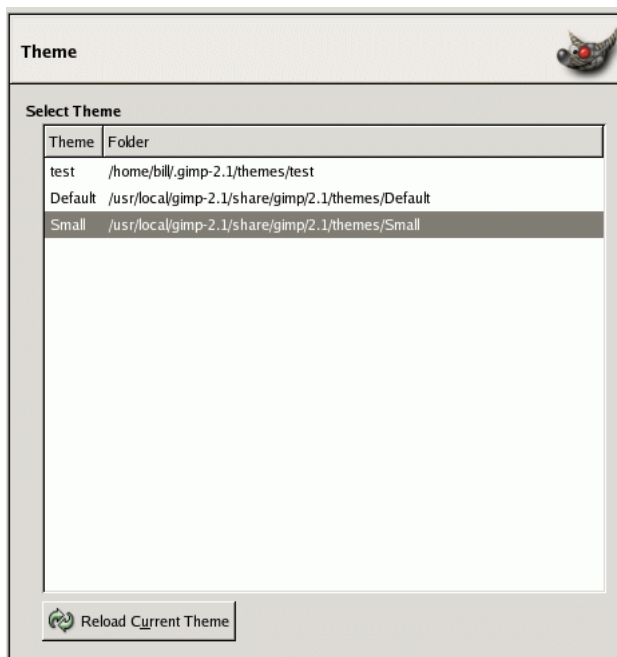 Theme
Select Theme
Theme Folder
test /home/bill/.gimp-2.1/themes/test
Default /usr/local/gimp-2.1/share/gimp/2.1/themes/Default
Small /usr/local/gimp-2.1/share/gimp/2.1/themes/Small
Reload Current Theme